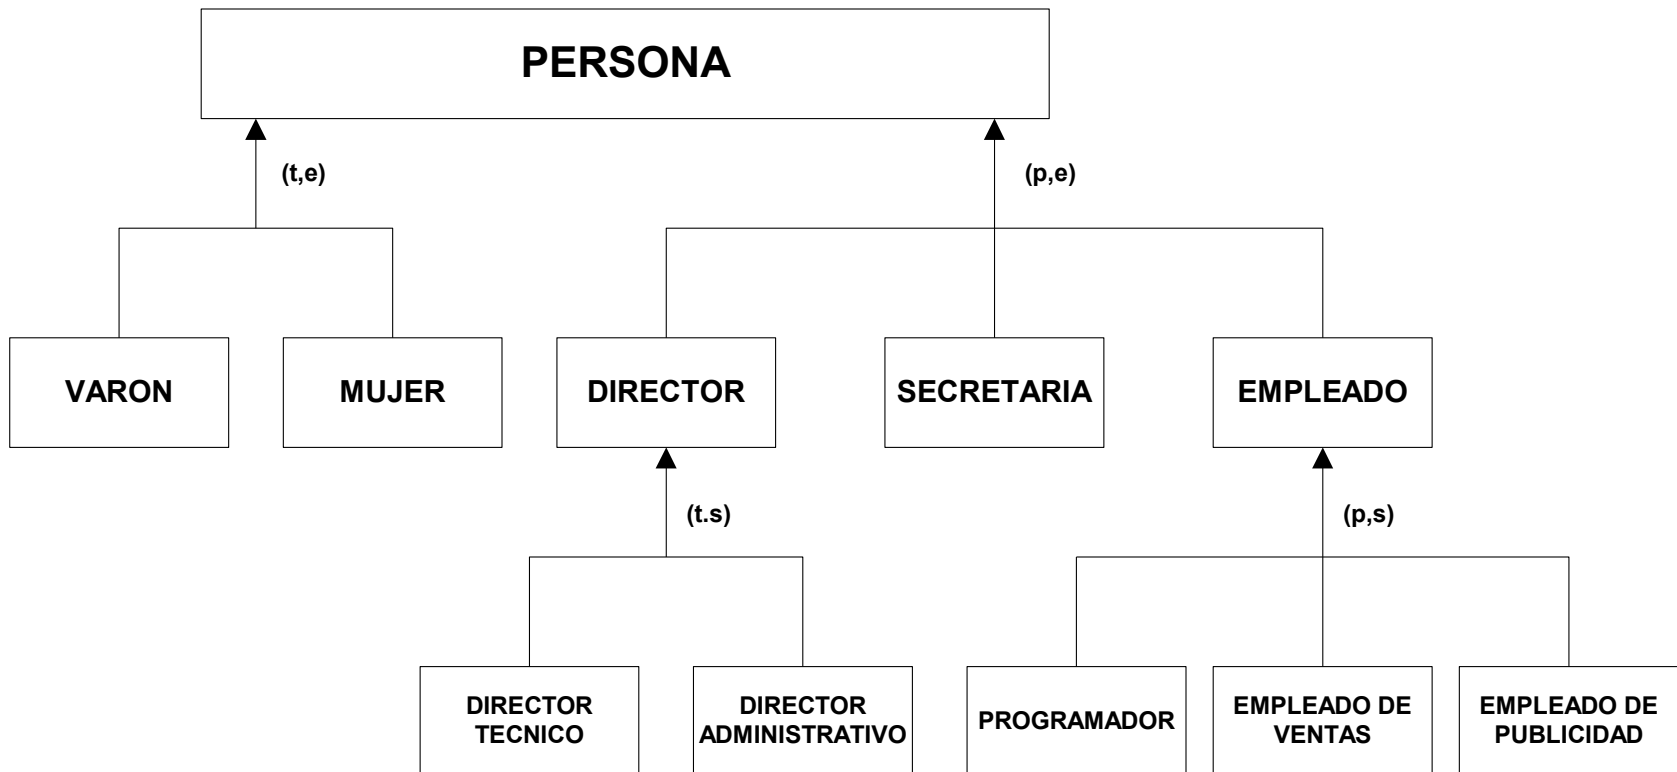 PERSONA
(t,e)
(p,e)
VARON
MUJER
DIRECTOR
SECRETARIA
EMPLEADO
(t.s)
(p,s)
DIRECTOR
TECNICO
DIRECTOR
ADMINISTRATIVO
PROGRAMADOR
EMPLEADO DE
VENTAS
EMPLEADO DE
PUBLICIDAD